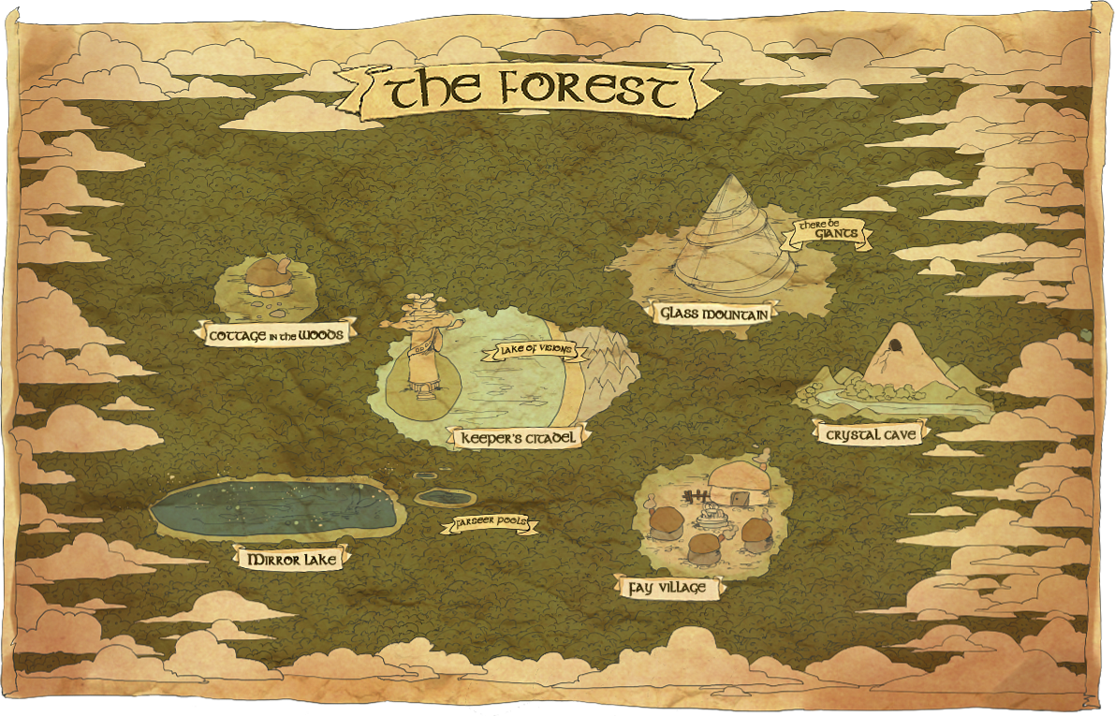 The Forest
There be
Giants
Glass Mountain
Cottage in the Woods
Lake of Visions
Keeper's Citadel
Crystal Cave
Farseer Pools
Mirror Lake
Fay Village